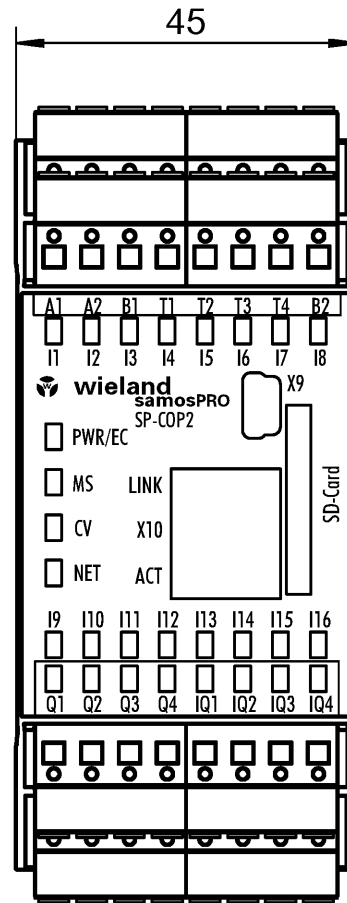 45
A1 A2 B1 T1 T2 T3 T4 B2
I1 I2 I3 I4 I5 I6 I7 I8
wieland
samosPRO
SP-COP2
X9
PWR/EC
MS
LINK
SD-Card
CV
X10
NET
ACT
I9 I10 I11 I12 I13 I14 I15 I16
Q1 Q2 Q3 Q4 IQ1 IQ2 IQ3 IQ4